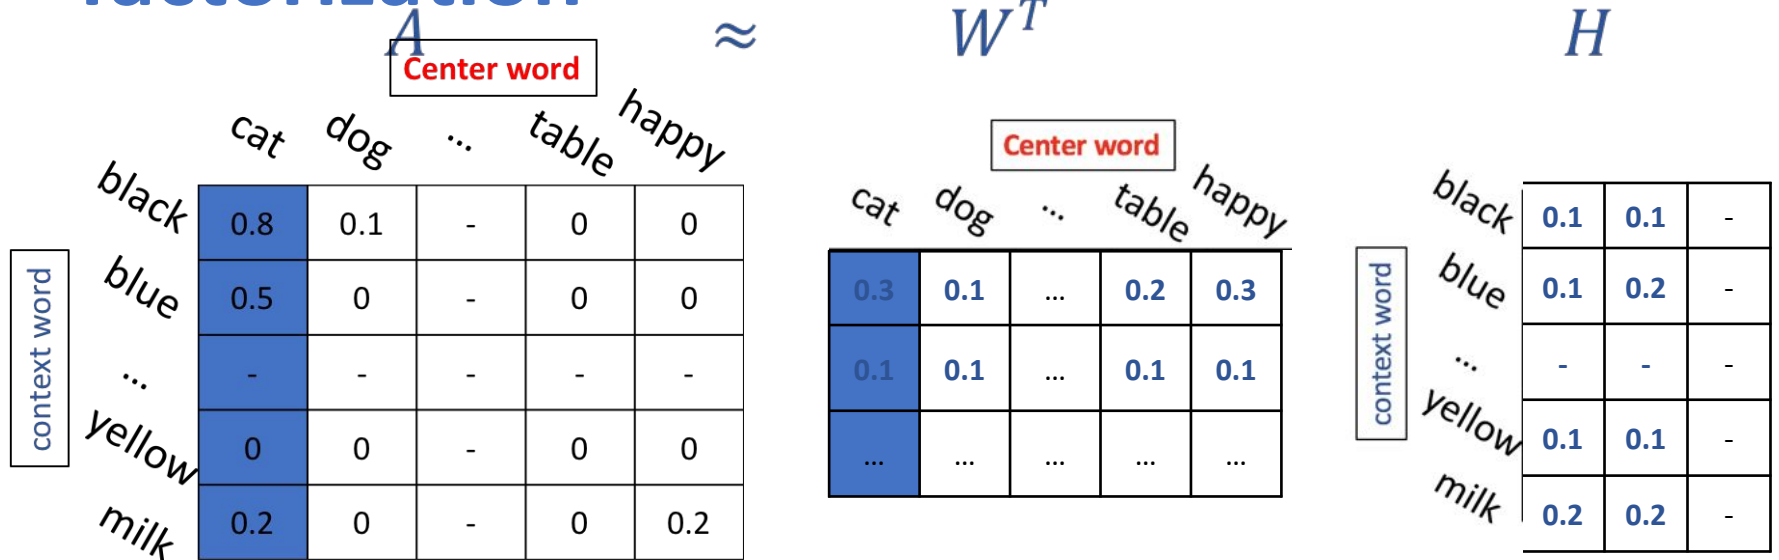 factorization
A ≈ W^T H
Center word
cat dog ... table happy
context word
black 0.8 0.1 - 0 0
blue 0.5 0 - 0 0
... - - - - -
yellow 0 0 - 0 0
milk 0.2 0 - 0 0.2
Center word
cat dog ... table happy
0.3 0.1 ... 0.2 0.3
0.1 0.1 ... 0.1 0.1
... ... ... ... ...
context word
black 0.1 0.1 -
blue 0.1 0.2 -
... - - -
yellow 0.1 0.1 -
milk 0.2 0.2 -